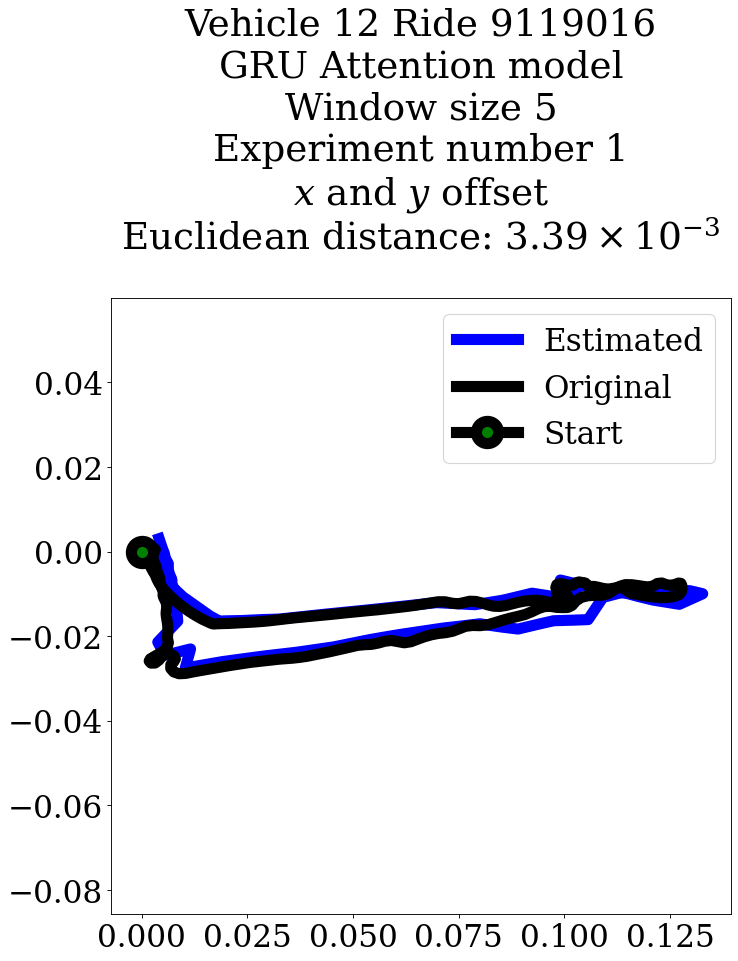 Vehicle 12 Ride 9119016
GRU Attention model
Window size 5
Experiment number 1
x and y offset
Euclidean distance: 3.39 × 10⁻³
Estimated
Original
Start
0.04
0.02
0.00
−0.02
−0.04
−0.06
−0.08
0.000 0.025 0.050 0.075 0.100 0.125